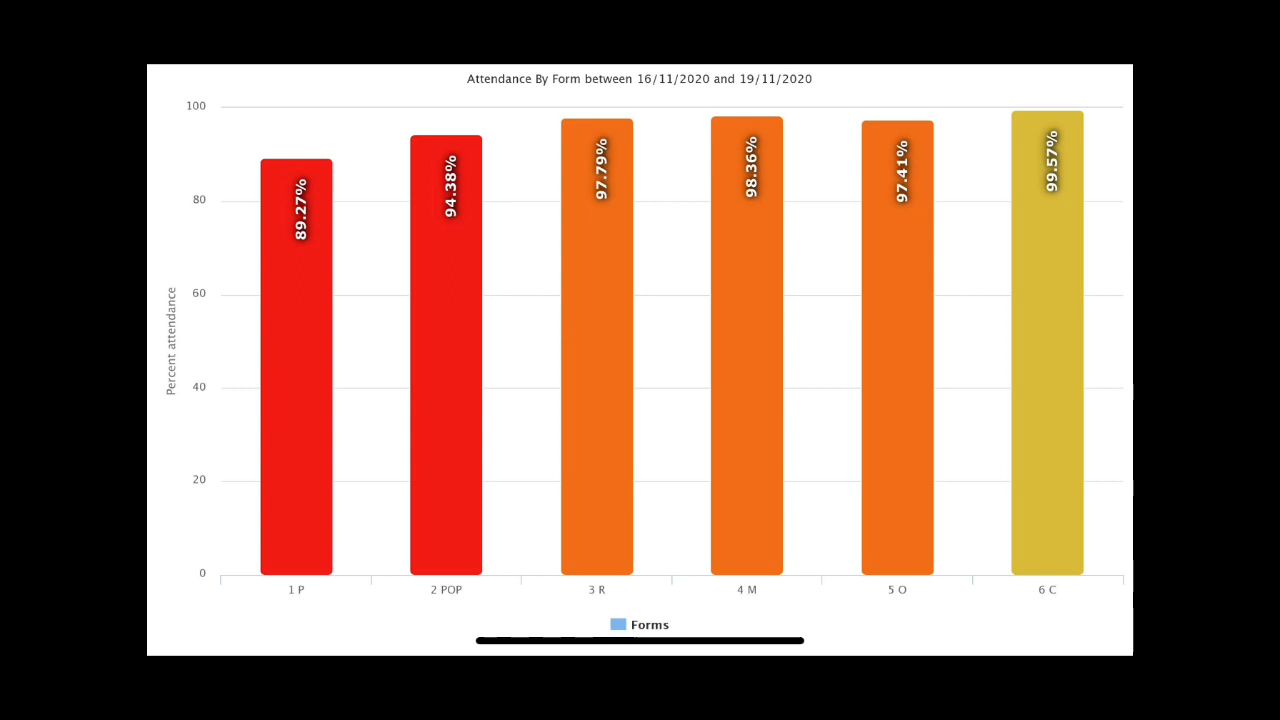 Attendance By Form between 16/11/2020 and 19/11/2020
Percent attendance
100
80
60
40
20
0
89.27%
94.38%
97.79%
98.36%
97.41%
99.57%
1 P
2 POP
3 R
4 M
5 O
6 C
Forms